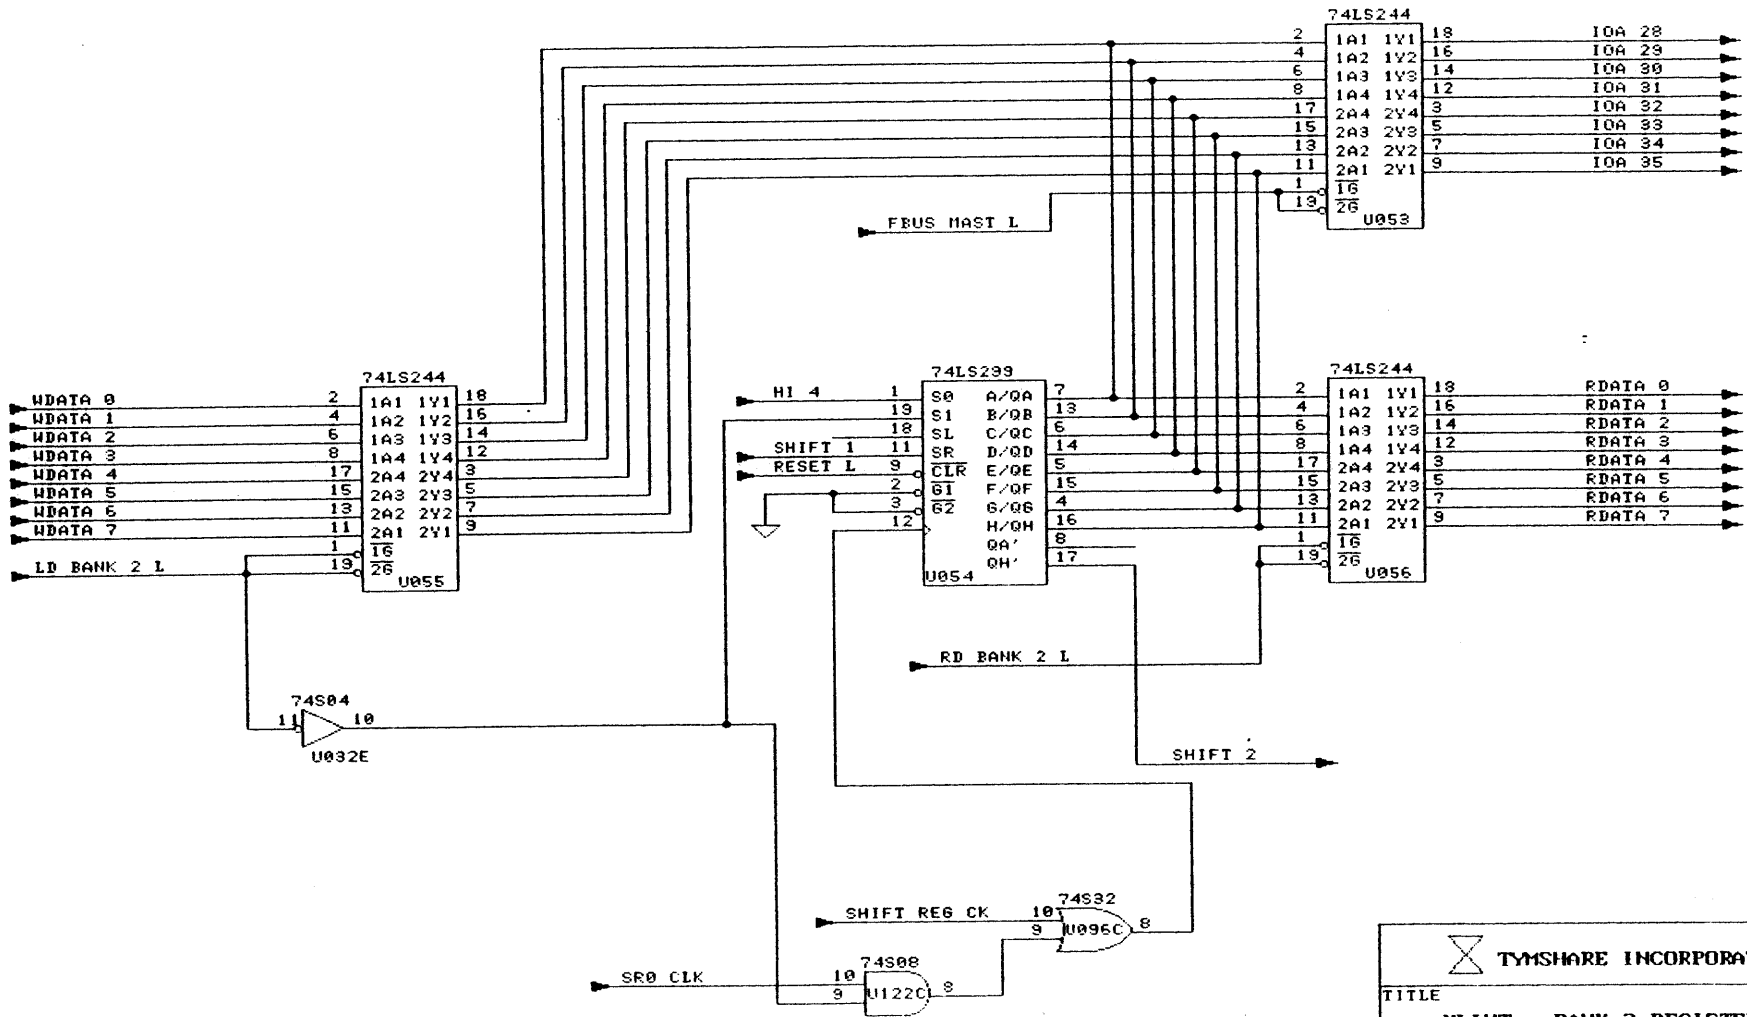 74LS244
2 1A1 1Y1 18 IOA 28
4 1A2 1Y2 16 IOA 29
6 1A3 1Y3 14 IOA 30
8 1A4 1Y4 12 IOA 31
17 2A4 2Y4 3 IOA 32
15 2A3 2Y3 5 IOA 33
13 2A2 2Y2 7 IOA 34
11 2A1 2Y1 9 IOA 35
1 1G
19 2G
U053
FBUS MAST L
74LS244
WDATA 0 2 1A1 1Y1 18
WDATA 1 4 1A2 1Y2 16
WDATA 2 6 1A3 1Y3 14
WDATA 3 8 1A4 1Y4 12
WDATA 4 17 2A4 2Y4 3
WDATA 5 15 2A3 2Y3 5
WDATA 6 13 2A2 2Y2 7
WDATA 7 11 2A1 2Y1 9
1 1G
LD BANK 2 L 19 2G
U055
74LS299
HI 4 1 S0 A/QA 7
19 S1 B/QB 13
18 SL C/QC 6
SHIFT 1 11 SR D/QD 14
RESET L 9 CLR E/QE 5
2 G1 F/QF 15
3 G2 G/QG 4
12 H/QH 16
QA' 8
QH' 17
U054
74LS244
2 1A1 1Y1 18 RDATA 0
4 1A2 1Y2 16 RDATA 1
6 1A3 1Y3 14 RDATA 2
8 1A4 1Y4 12 RDATA 3
17 2A4 2Y4 3 RDATA 4
15 2A3 2Y3 5 RDATA 5
13 2A2 2Y2 7 RDATA 6
11 2A1 2Y1 9 RDATA 7
1 1G
19 2G
U056
RD BANK 2 L
74S04
11 10
U032E
SHIFT 2
74S32
SHIFT REG CK 10
9 U096C 8
74S08
SR0 CLK 10
9 U122C 8
TYMSHARE INCORPORA
TITLE
BANK 2 REGISTE